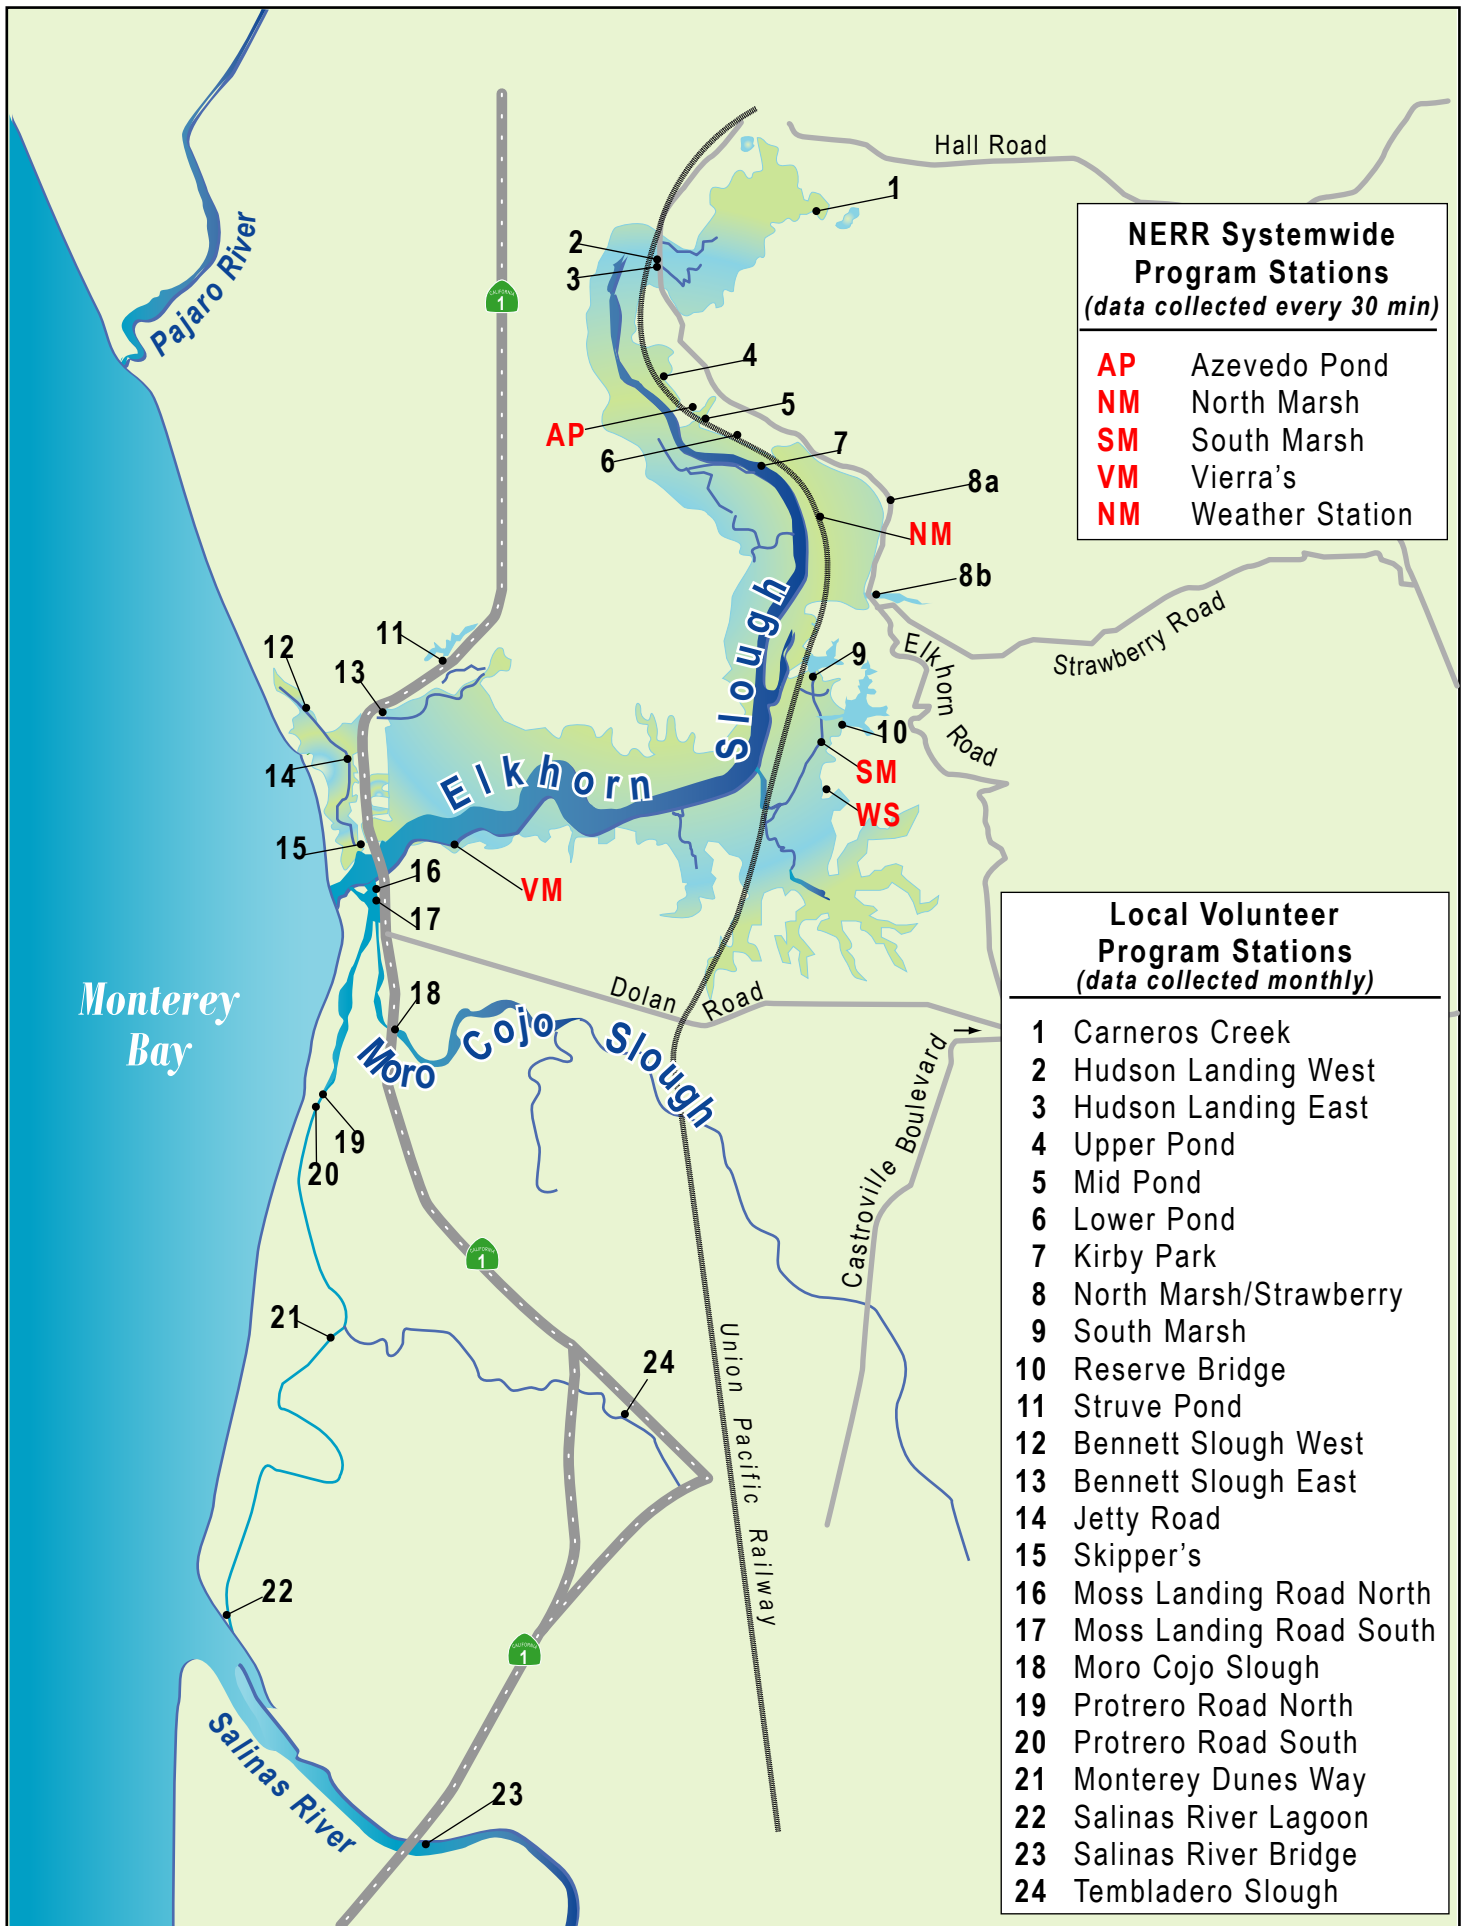 Hall Road
1
NERR Systemwide
Program Stations
(data collected every 30 min)
AP Azevedo Pond
NM North Marsh
SM South Marsh
VM Vierra's
NM Weather Station
Pajaro River
2
3
CALIFORNIA
1
4
5
AP
6
7
8a
NM
8b
Strawberry Road
Elkhorn Road
11
12
13
9
10
14
SM
WS
Elkhorn Slough
15
16
VM
17
Monterey
Bay
Dolan Road
18
Moro Cojo Slough
Castroville Boulevard
19
20
CALIFORNIA
1
21
24
Union Pacific Railway
22
CALIFORNIA
1
Salinas River
23
Local Volunteer
Program Stations
(data collected monthly)
1 Carneros Creek
2 Hudson Landing West
3 Hudson Landing East
4 Upper Pond
5 Mid Pond
6 Lower Pond
7 Kirby Park
8 North Marsh/Strawberry
9 South Marsh
10 Reserve Bridge
11 Struve Pond
12 Bennett Slough West
13 Bennett Slough East
14 Jetty Road
15 Skipper's
16 Moss Landing Road North
17 Moss Landing Road South
18 Moro Cojo Slough
19 Protrero Road North
20 Protrero Road South
21 Monterey Dunes Way
22 Salinas River Lagoon
23 Salinas River Bridge
24 Tembladero Slough